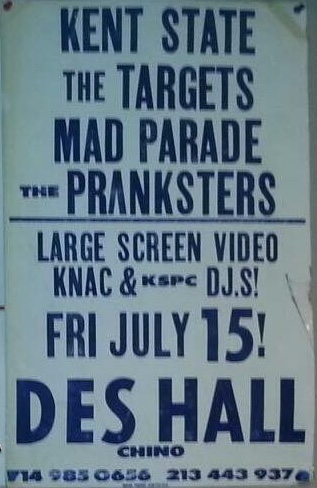 KENT STATE
THE TARGETS
MAD PARADE
THE PRANKSTERS
LARGE SCREEN VIDEO
KNAC & KSPC D.J.S!
FRI JULY 15!
DES HALL
CHINO
714 985 0656 213 443 937